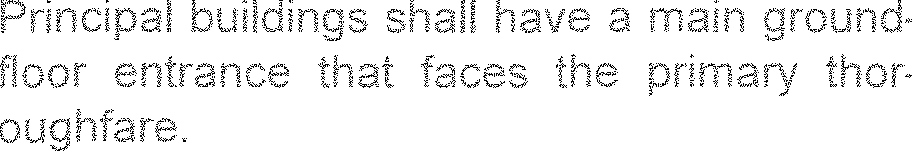 Principal buildings shall have a main ground-
floor entrance that faces the primary thor-
oughfare.